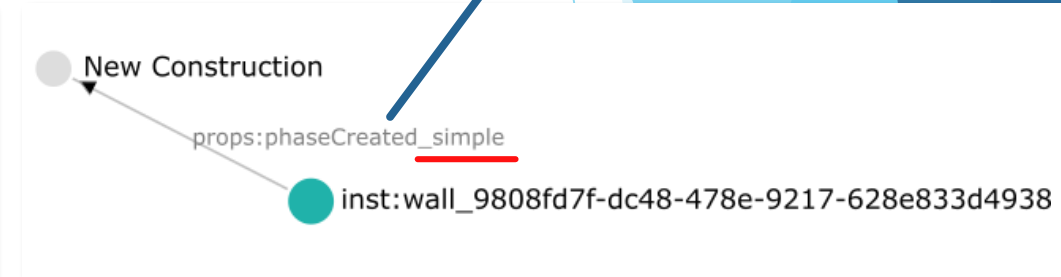 New Construction
props:phaseCreated_simple
inst:wall_9808fd7f-dc48-478e-9217-628e833d4938